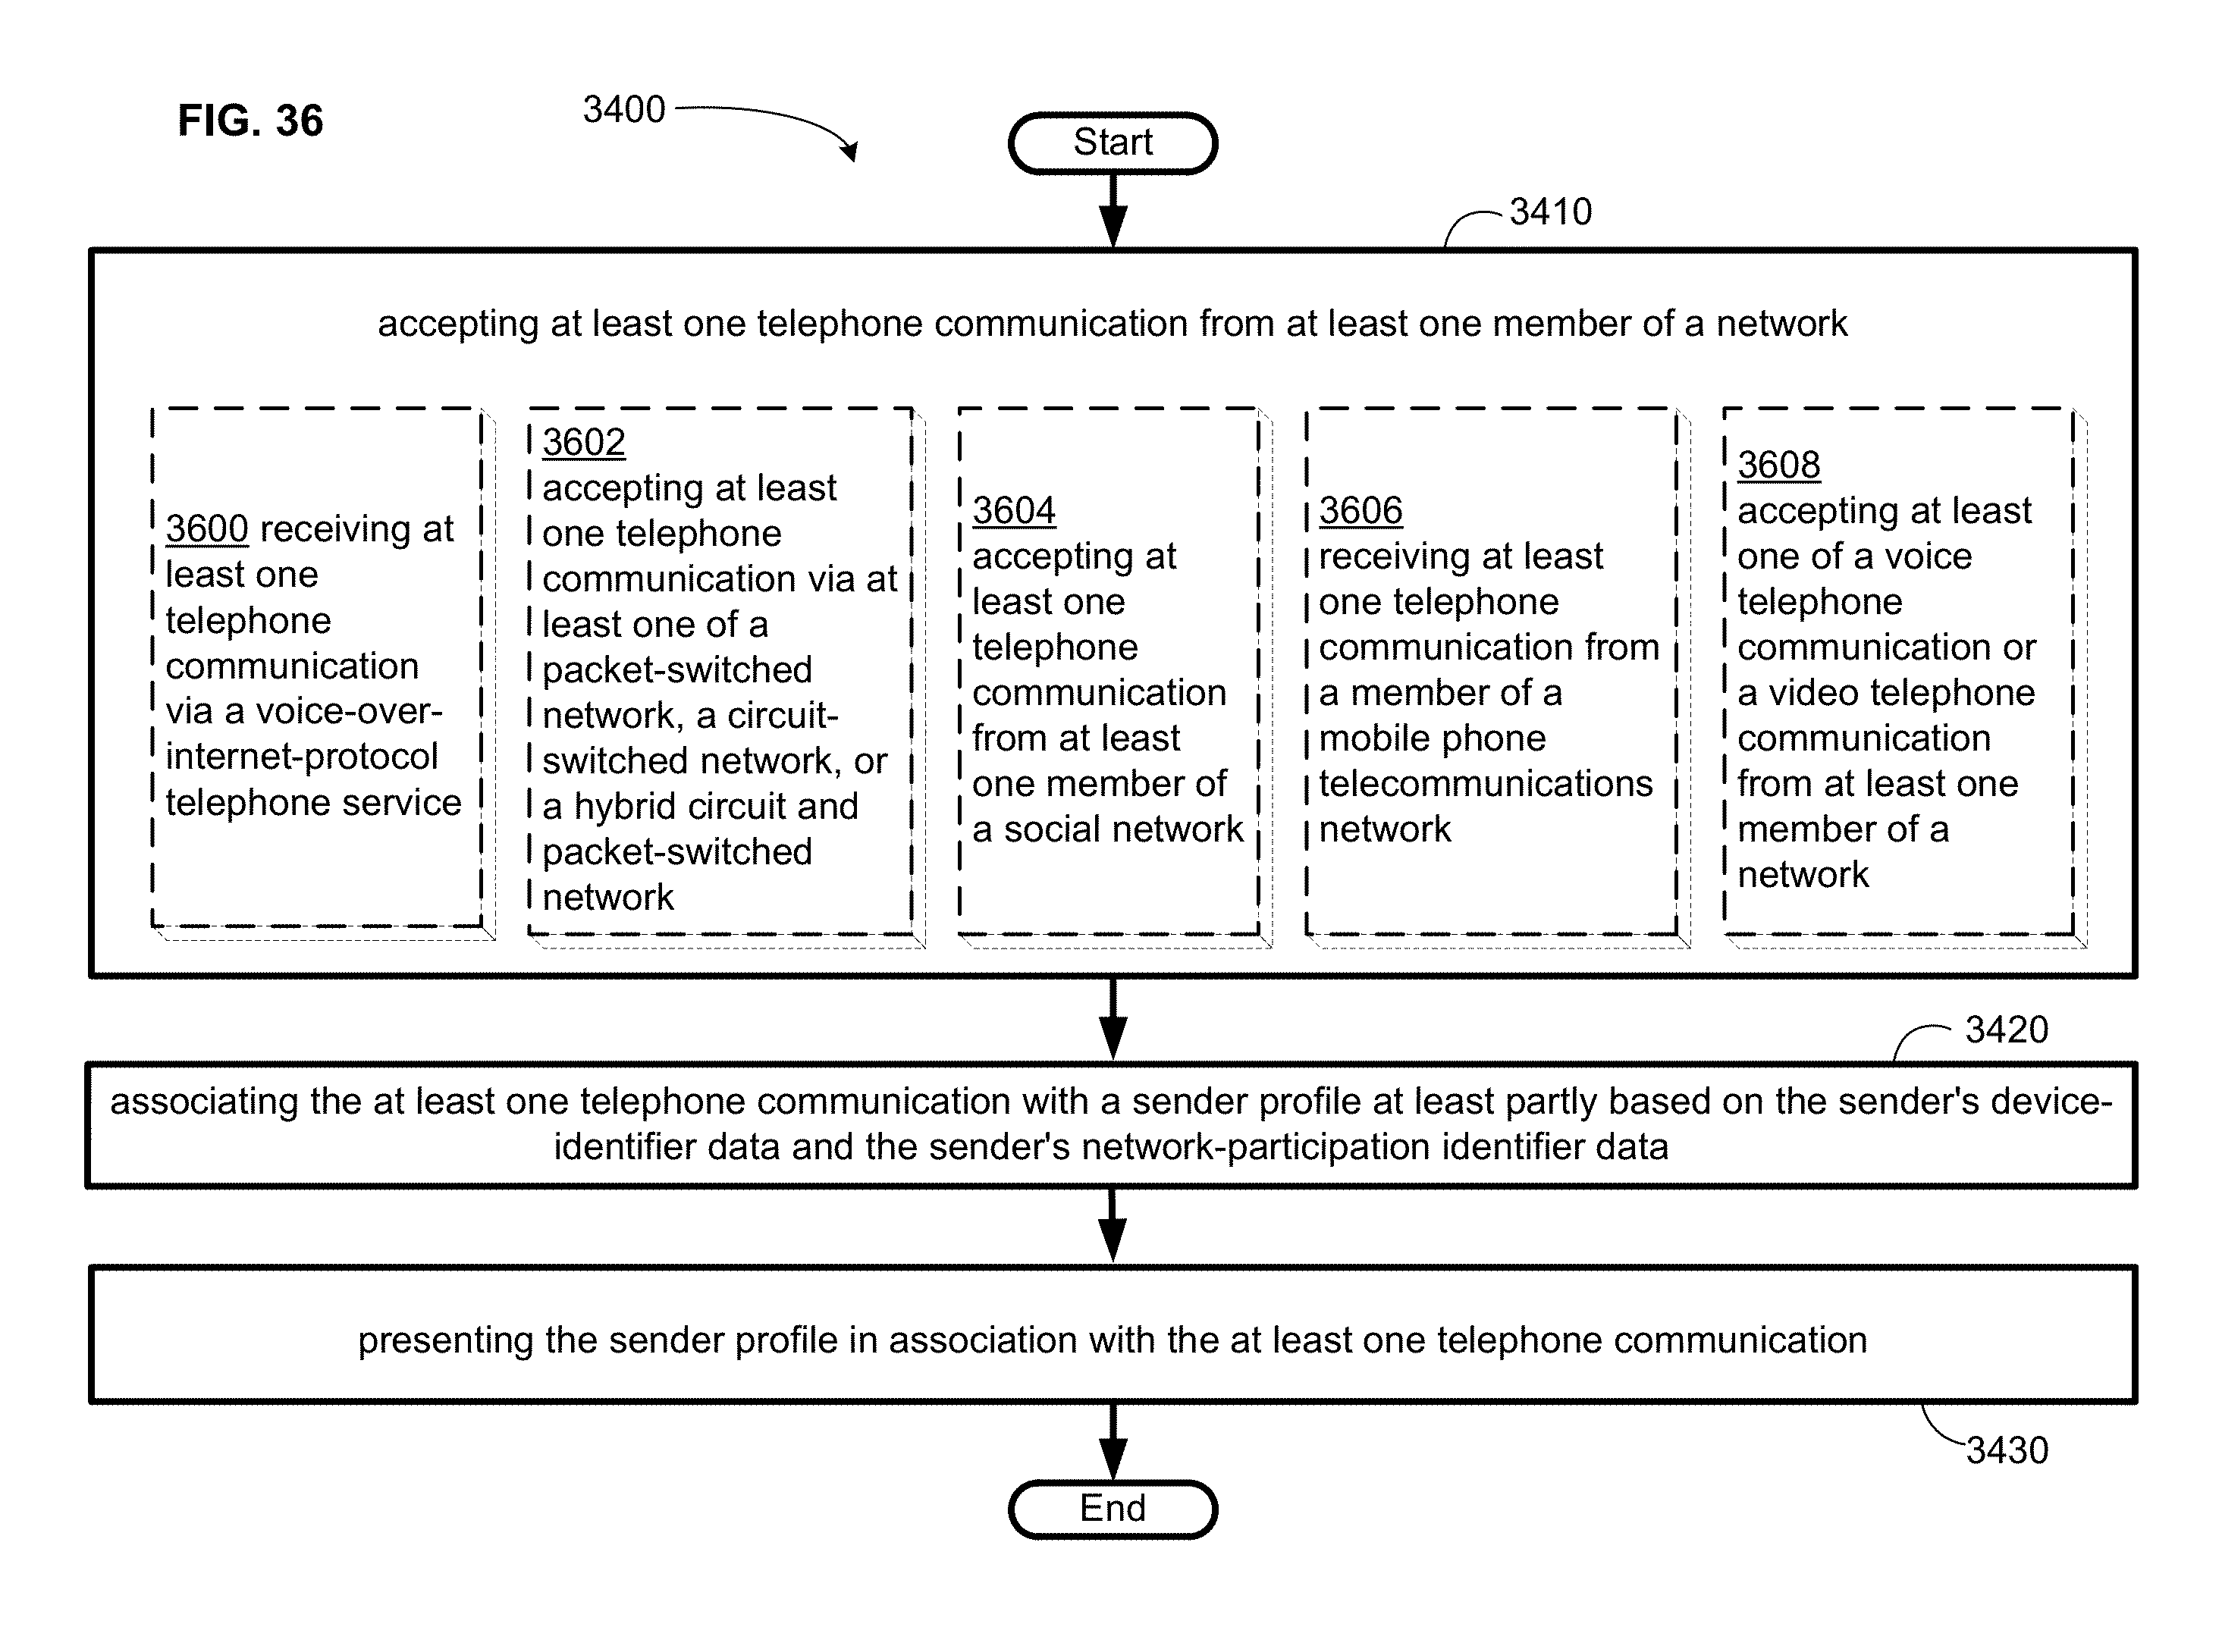 FIG. 36
3400
Start
3410
accepting at least one telephone communication from at least one member of a network
3600 receiving at
least one
telephone
communication
via a voice-over-
internet-protocol
telephone service
3602
accepting at least
one telephone
communication via at
least one of a
packet-switched
network, a circuit-
switched network, or
a hybrid circuit and
packet-switched
network
3604
accepting at
least one
telephone
communication
from at least
one member of
a social network
3606
receiving at least
one telephone
communication from
a member of a
mobile phone
telecommunications
network
3608
accepting at least
one of a voice
telephone
communication or
a video telephone
communication
from at least one
member of a
network
3420
associating the at least one telephone communication with a sender profile at least partly based on the sender's device-
identifier data and the sender's network-participation identifier data
presenting the sender profile in association with the at least one telephone communication
3430
End